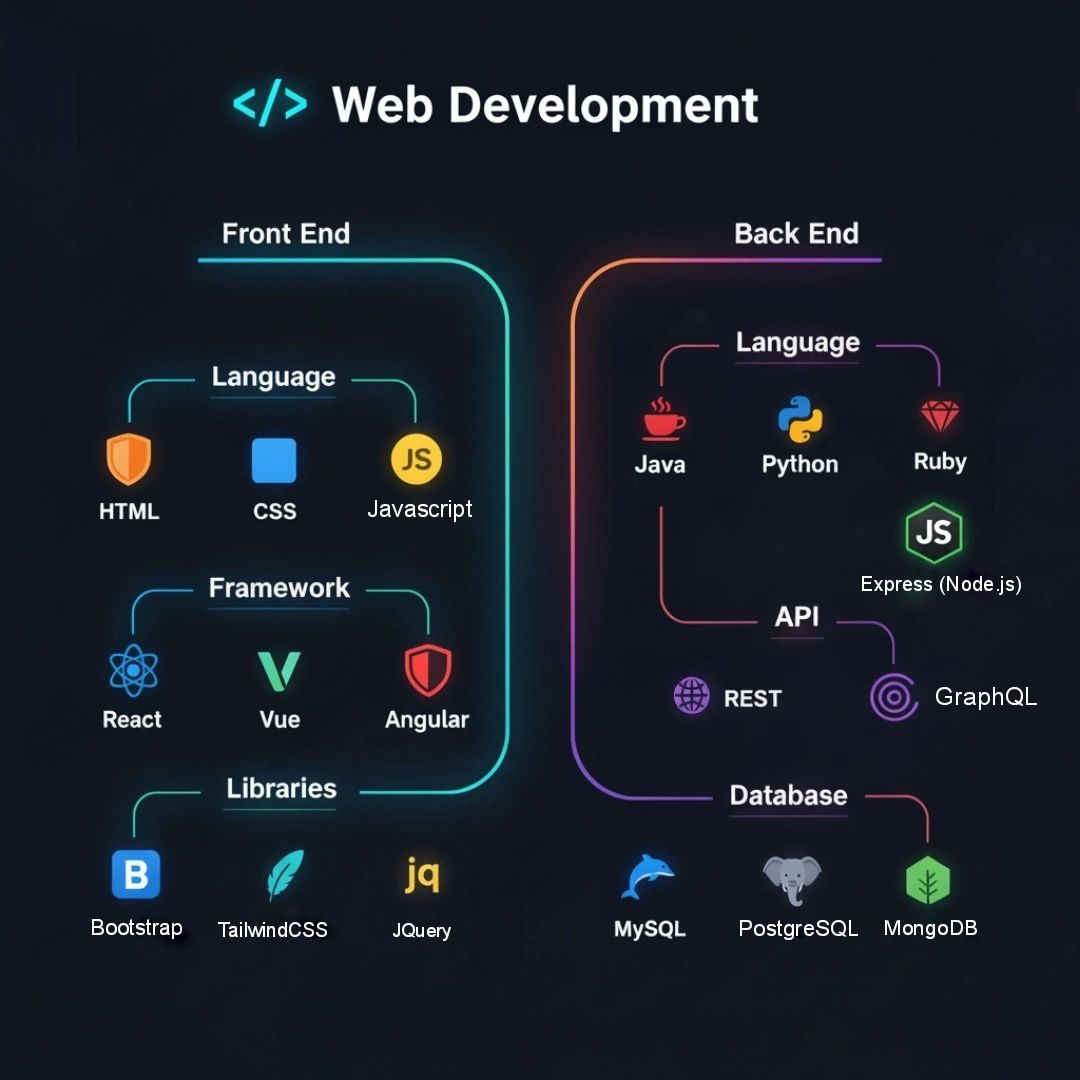 </> Web Development
Front End
Language
HTML
CSS
JS
Javascript
Framework
React
Vue
Angular
Libraries
B
Bootstrap
TailwindCSS
jq
JQuery
Back End
Language
Java
Python
Ruby
JS
Express (Node.js)
API
REST
GraphQL
Database
MySQL
PostgreSQL
MongoDB